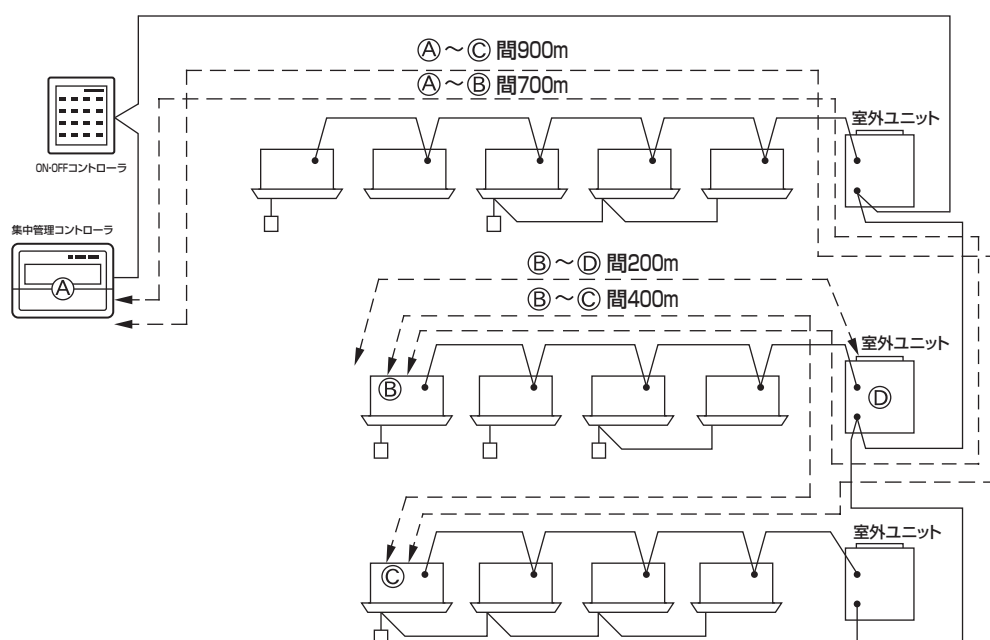 Ⓐ～Ⓒ 間900m
Ⓐ～Ⓑ 間700m
室外ユニット
ON･OFFコントローラ
集中管理コントローラ
Ⓐ
Ⓑ～Ⓓ 間200m
Ⓑ～Ⓒ 間400m
室外ユニット
Ⓑ
Ⓓ
室外ユニット
Ⓒ